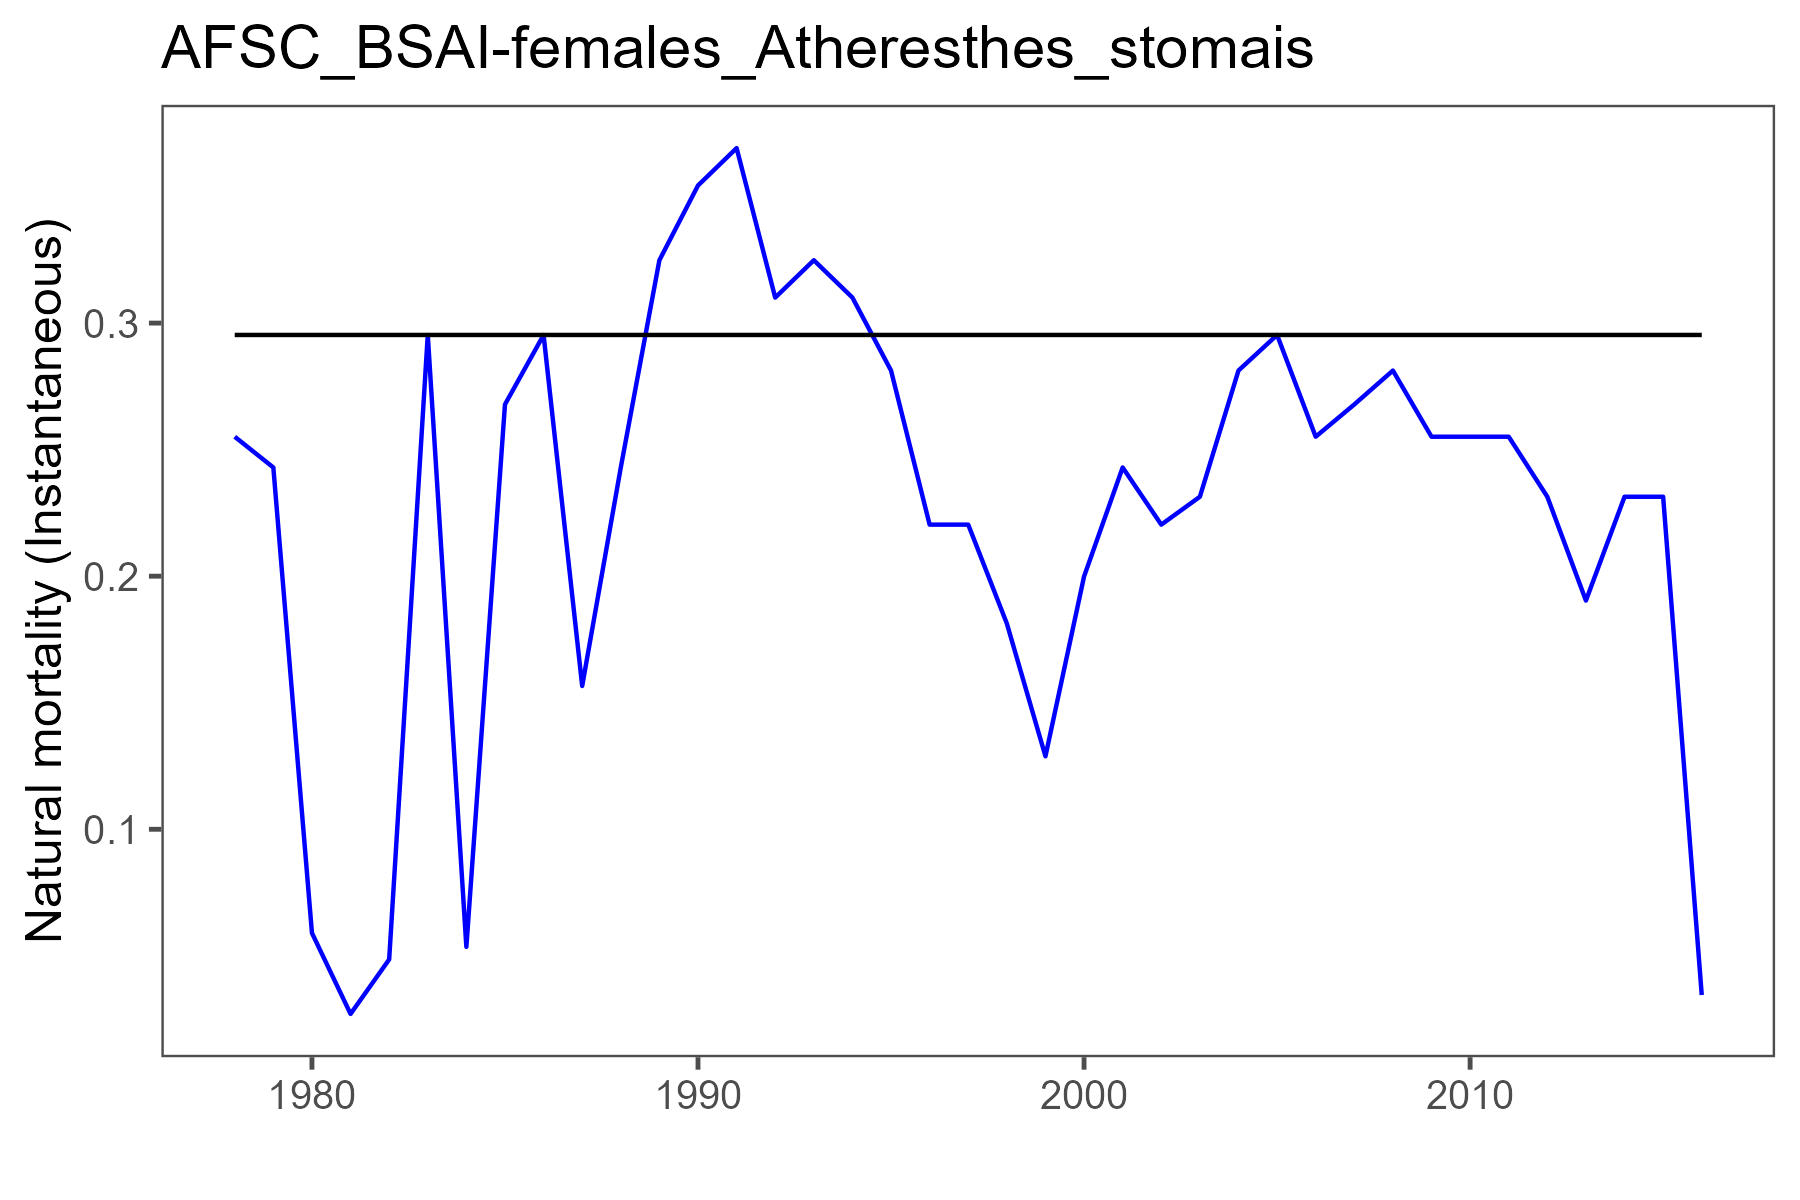 AFSC_BSAI-females_Atheresthes_stomais
Natural mortality (Instantaneous)
0.3
0.2
0.1
1980 1990 2000 2010